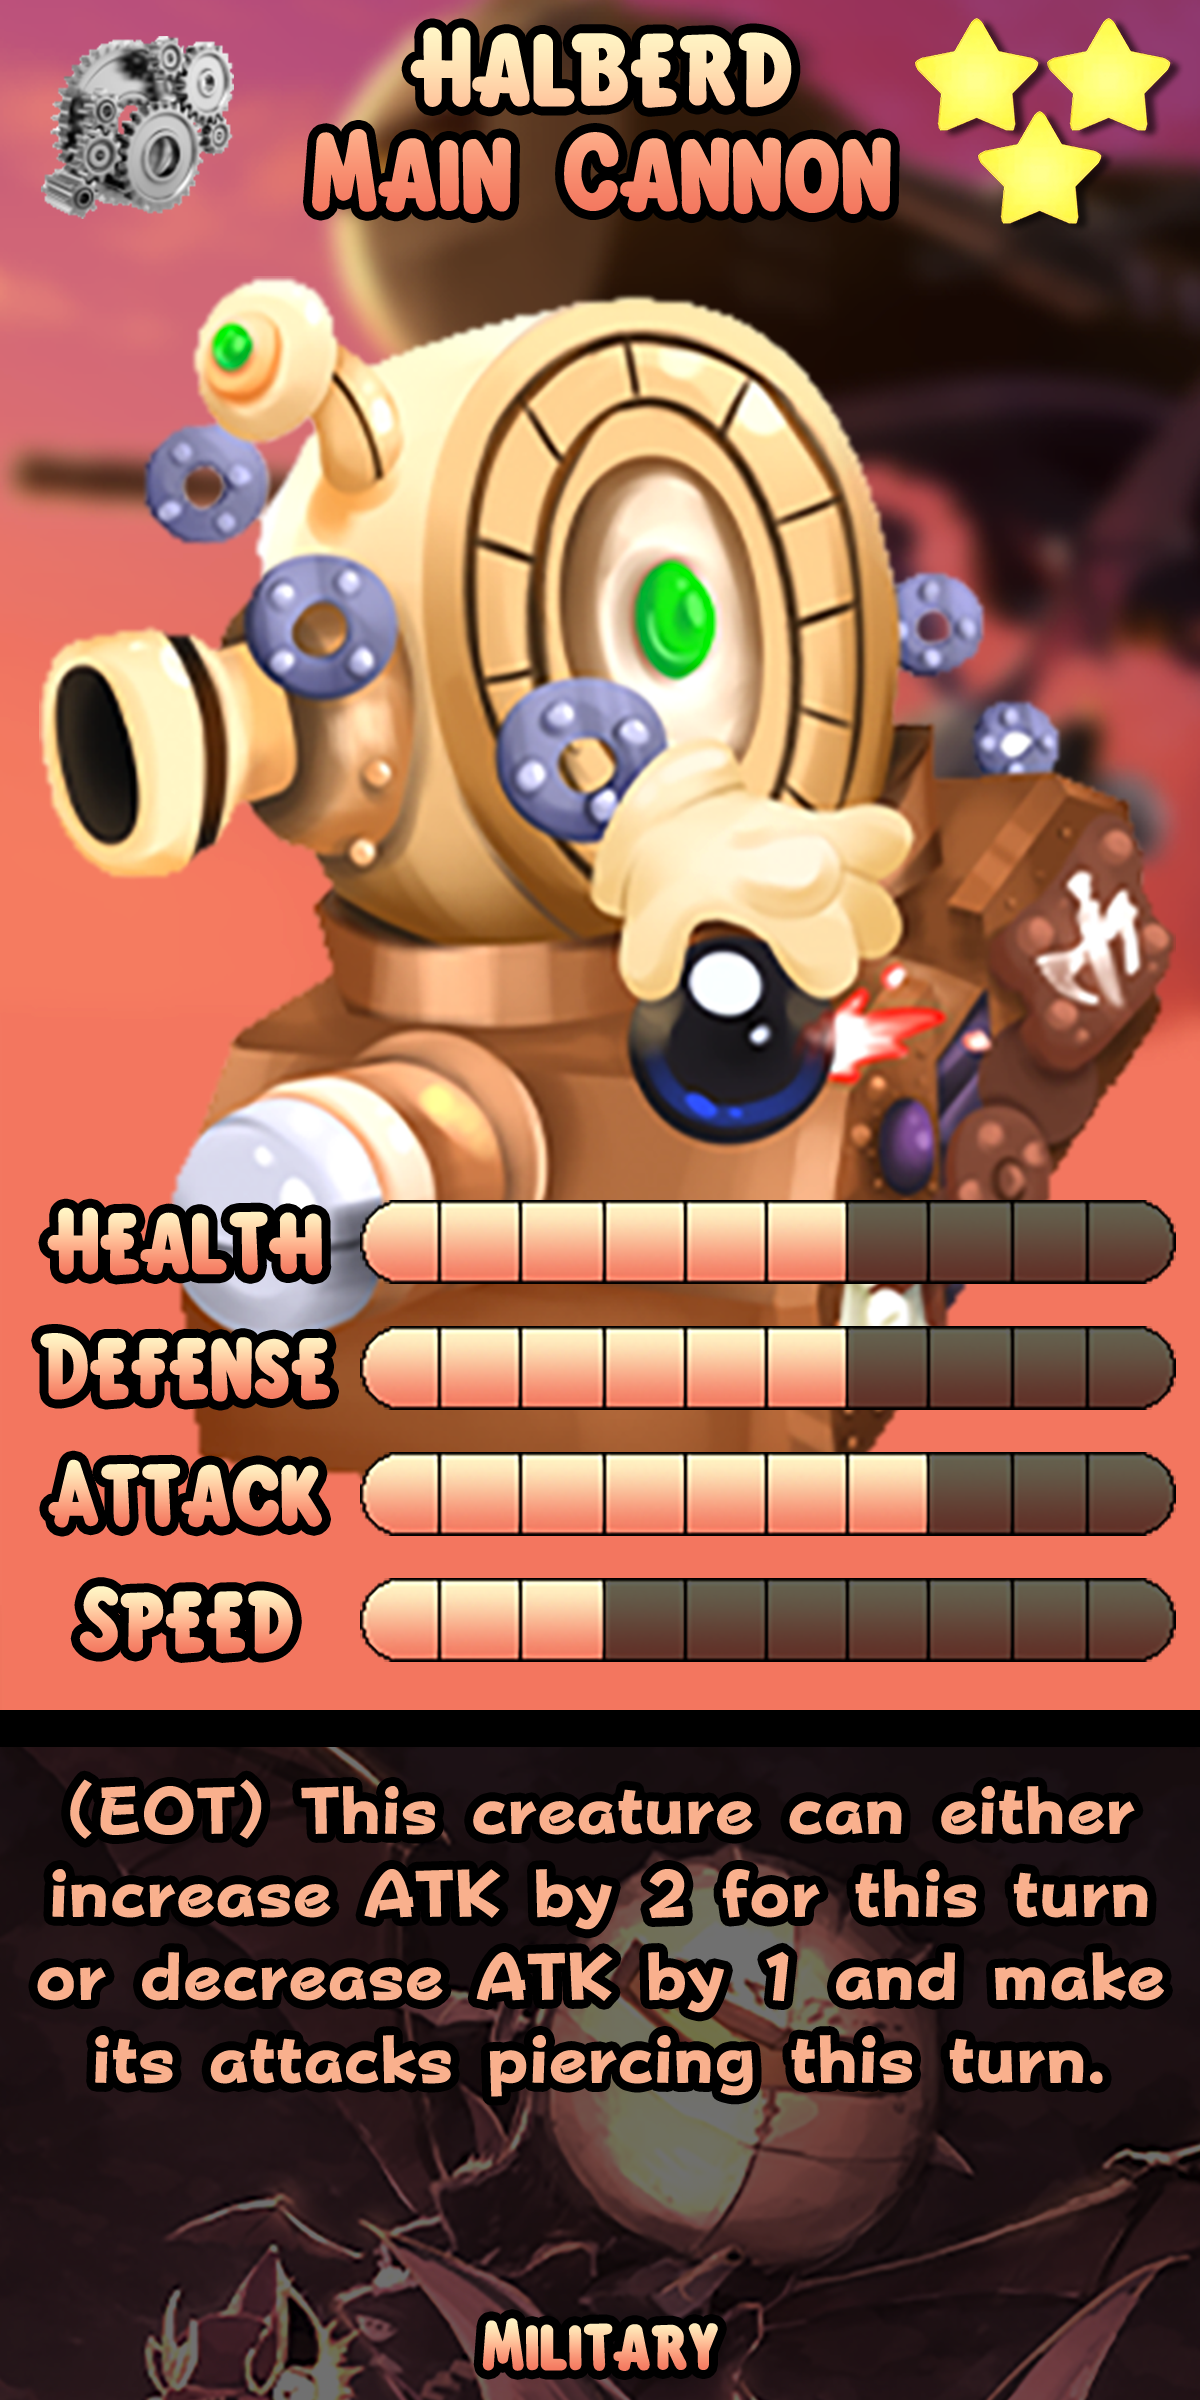 Halberd
Main Cannon
Health
Defense
Attack
Speed
(EOT) This creature can either
increase ATK by 2 for this turn
or decrease ATK by 1 and make
its attacks piercing this turn.
Military